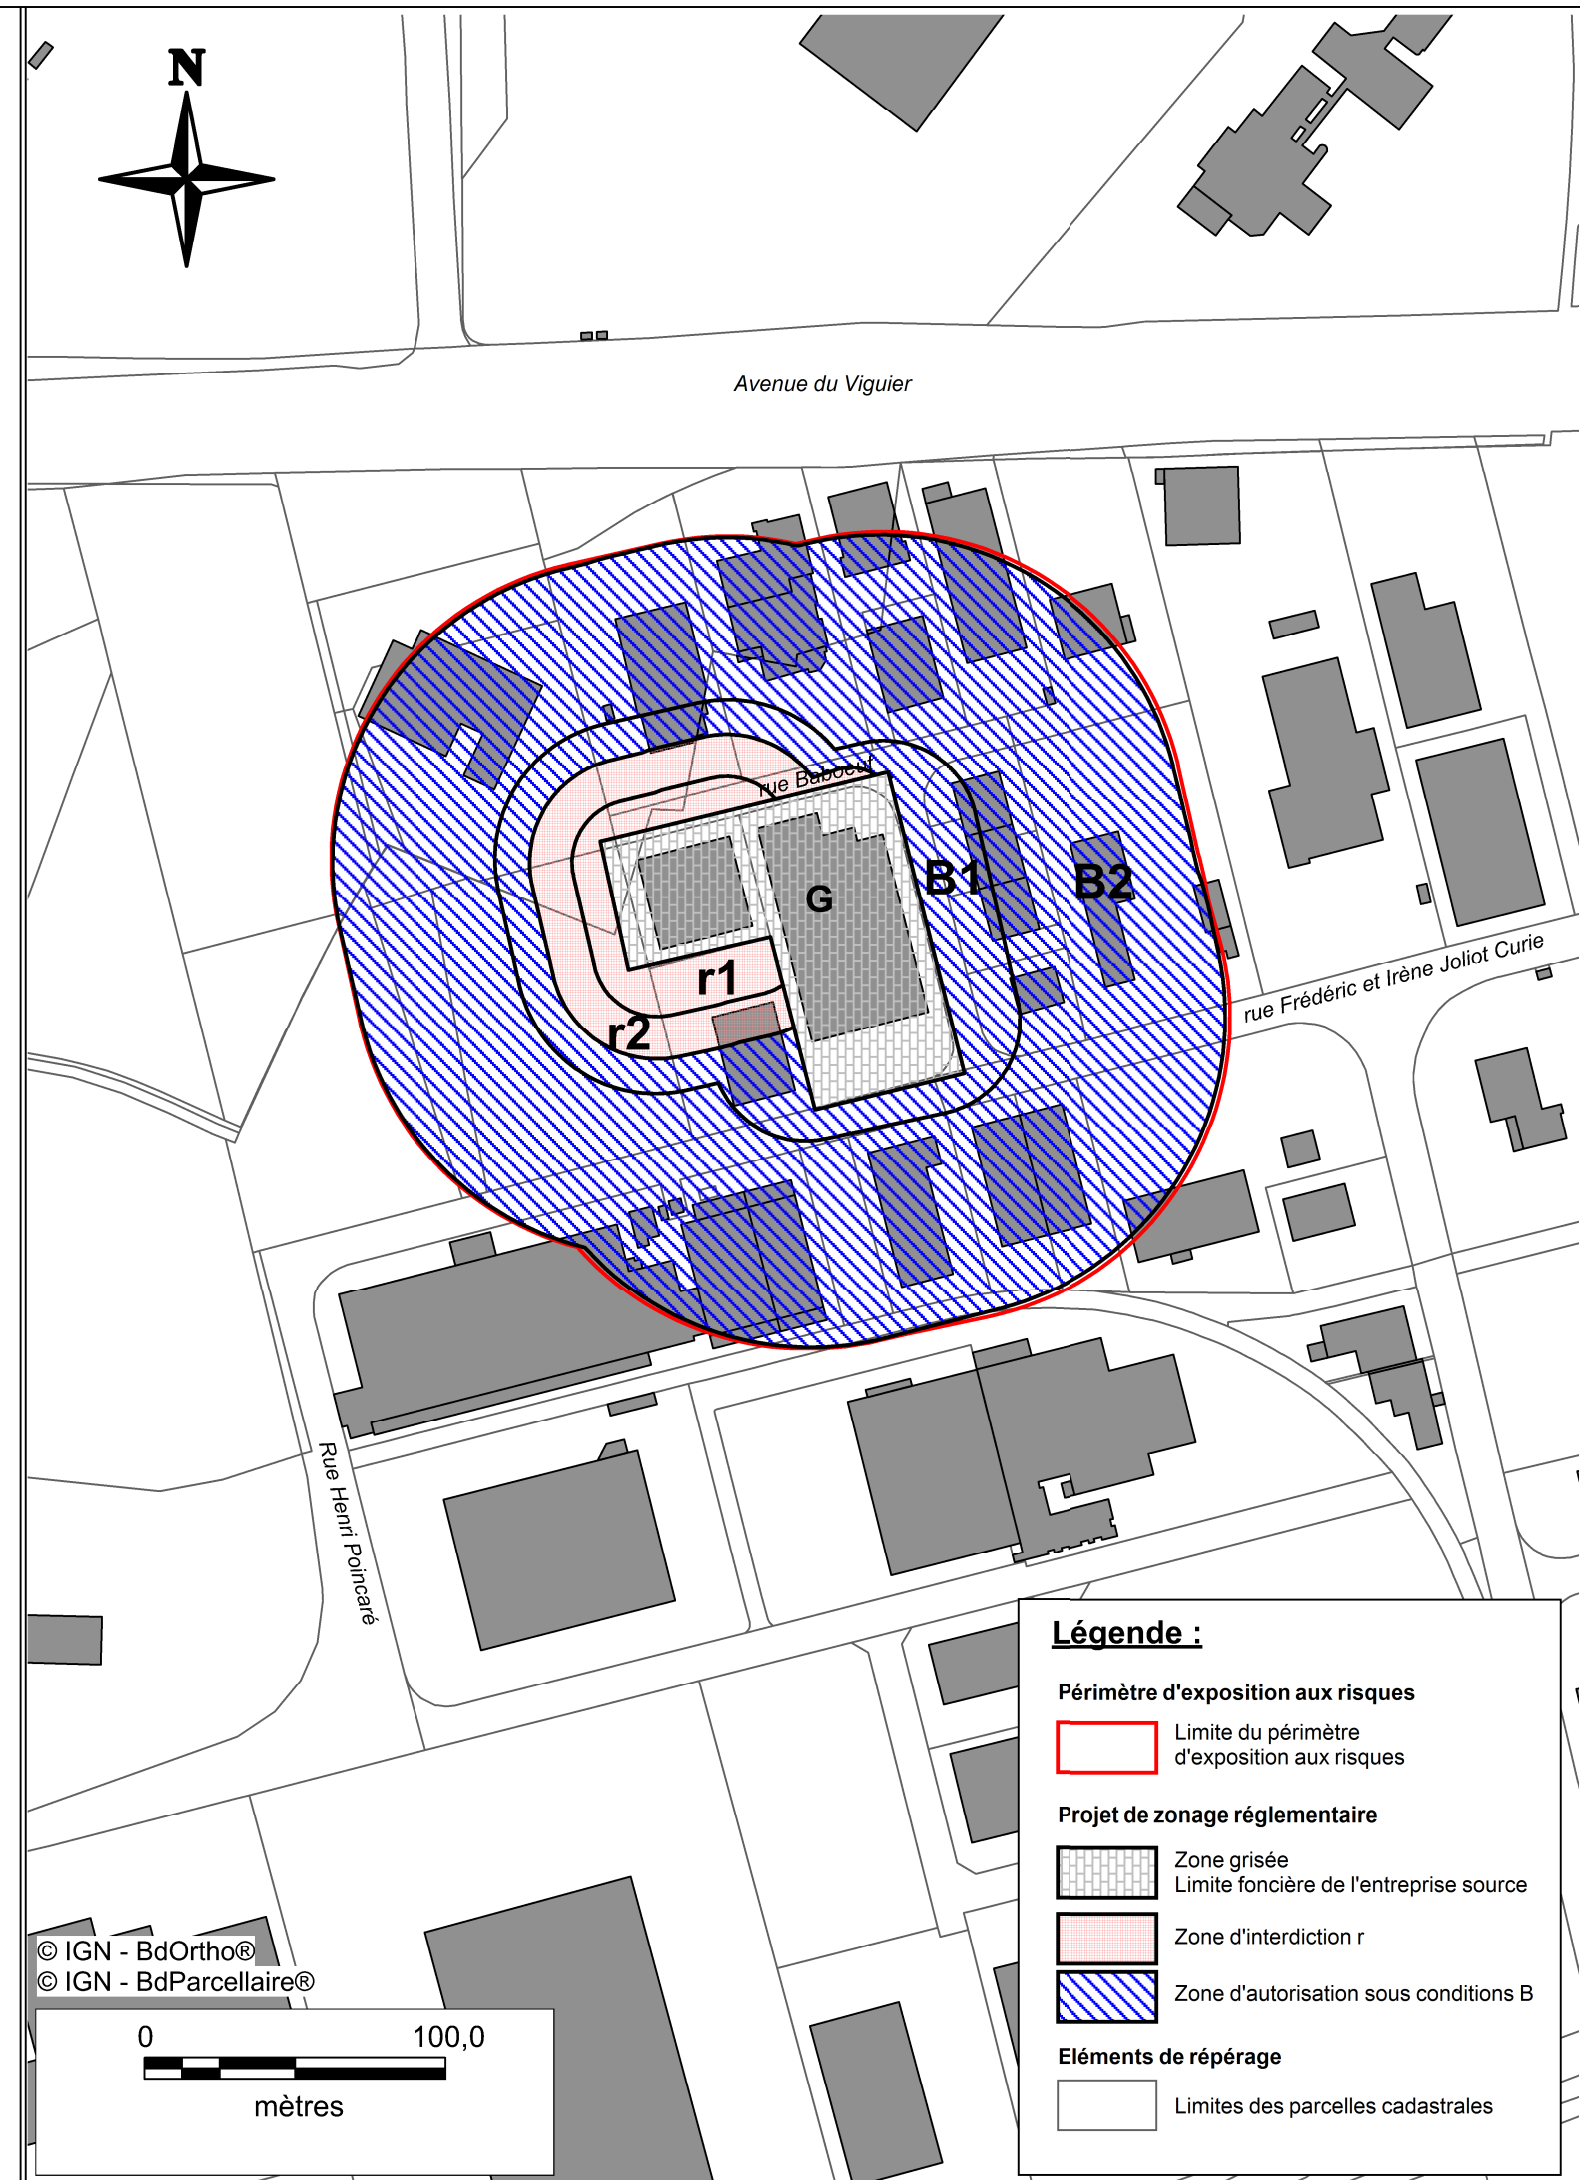 N
Avenue du Viguier
rue Baboeuf
G
B1
B2
r1
r2
rue Frédéric et Irène Joliot Curie
Rue Henri Poincaré
Légende :
Périmètre d'exposition aux risques
Limite du périmètre
d'exposition aux risques
Projet de zonage réglementaire
Zone grisée
Limite foncière de l'entreprise source
Zone d'interdiction r
Zone d'autorisation sous conditions B
Eléments de répérage
Limites des parcelles cadastrales
© IGN - BdOrtho®
© IGN - BdParcellaire®
0 100,0
mètres